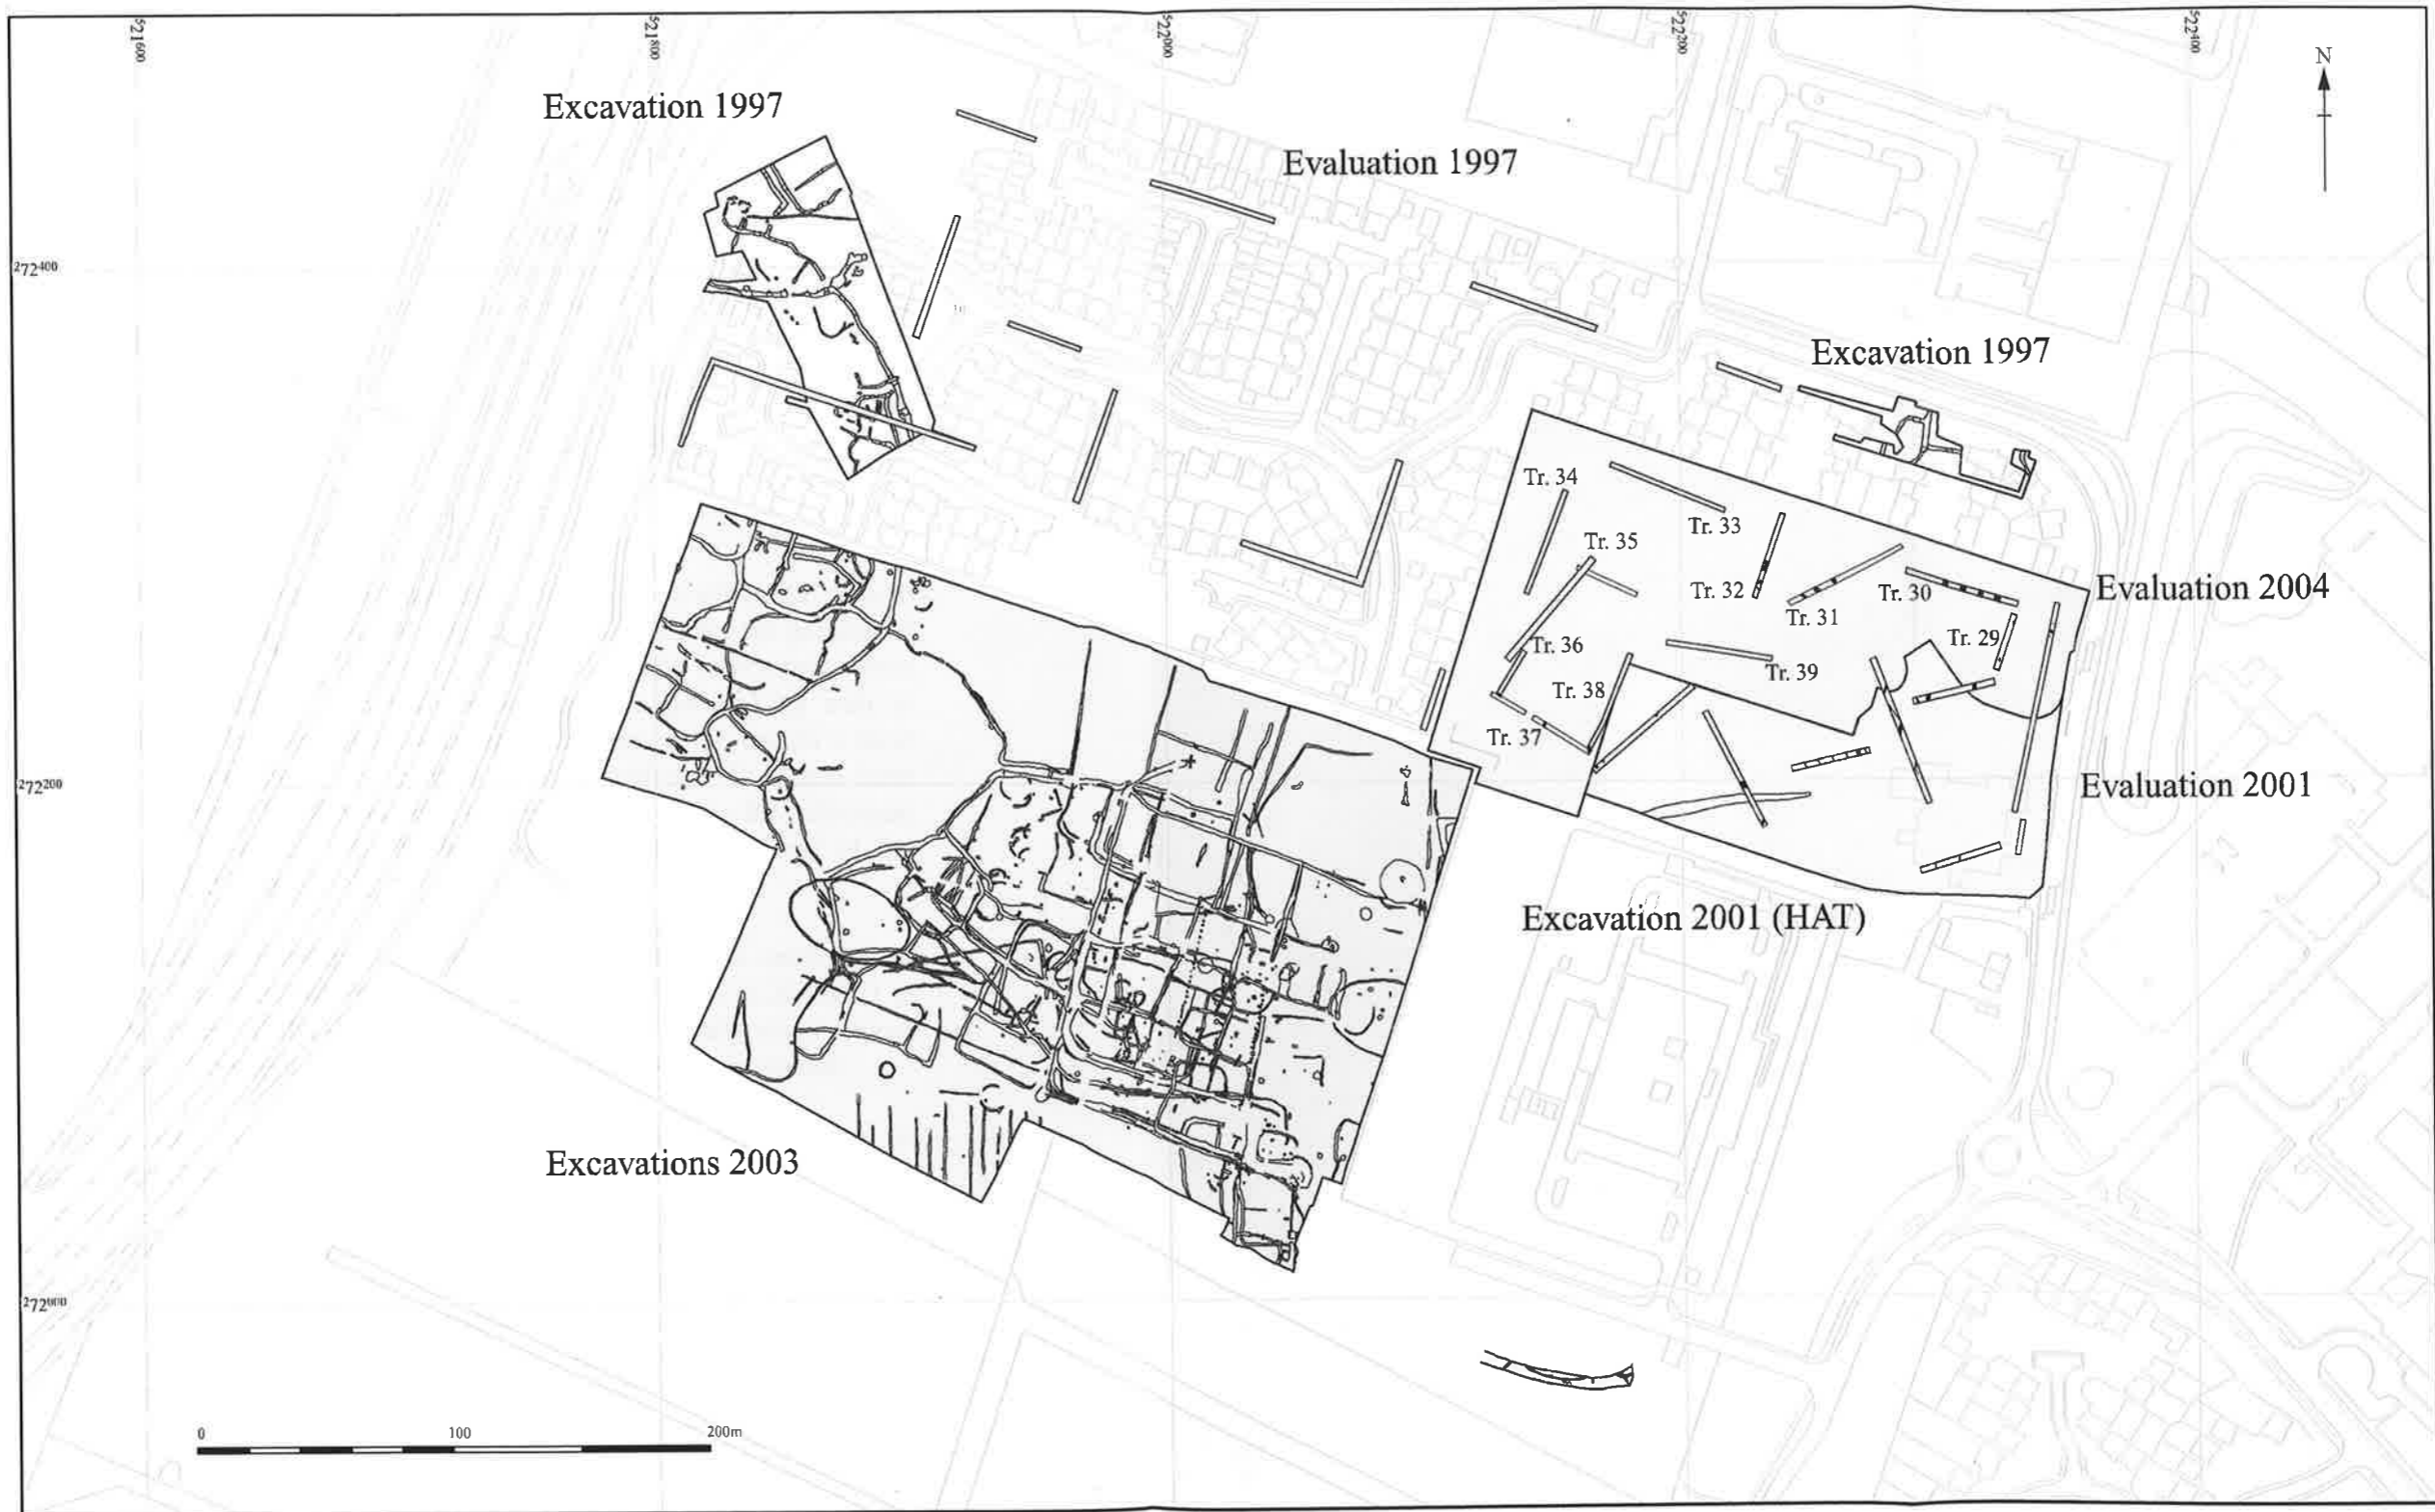 521600
521800
522000
522200
522400
N
Excavation 1997
Evaluation 1997
272400
Excavation 1997
Tr. 34
Tr. 33
Tr. 35
Tr. 32
Tr. 31
Tr. 30
Evaluation 2004
Tr. 29
Tr. 36
Tr. 39
Tr. 38
Tr. 37
272200
Evaluation 2001
Excavation 2001 (HAT)
Excavations 2003
272000
0
100
200m